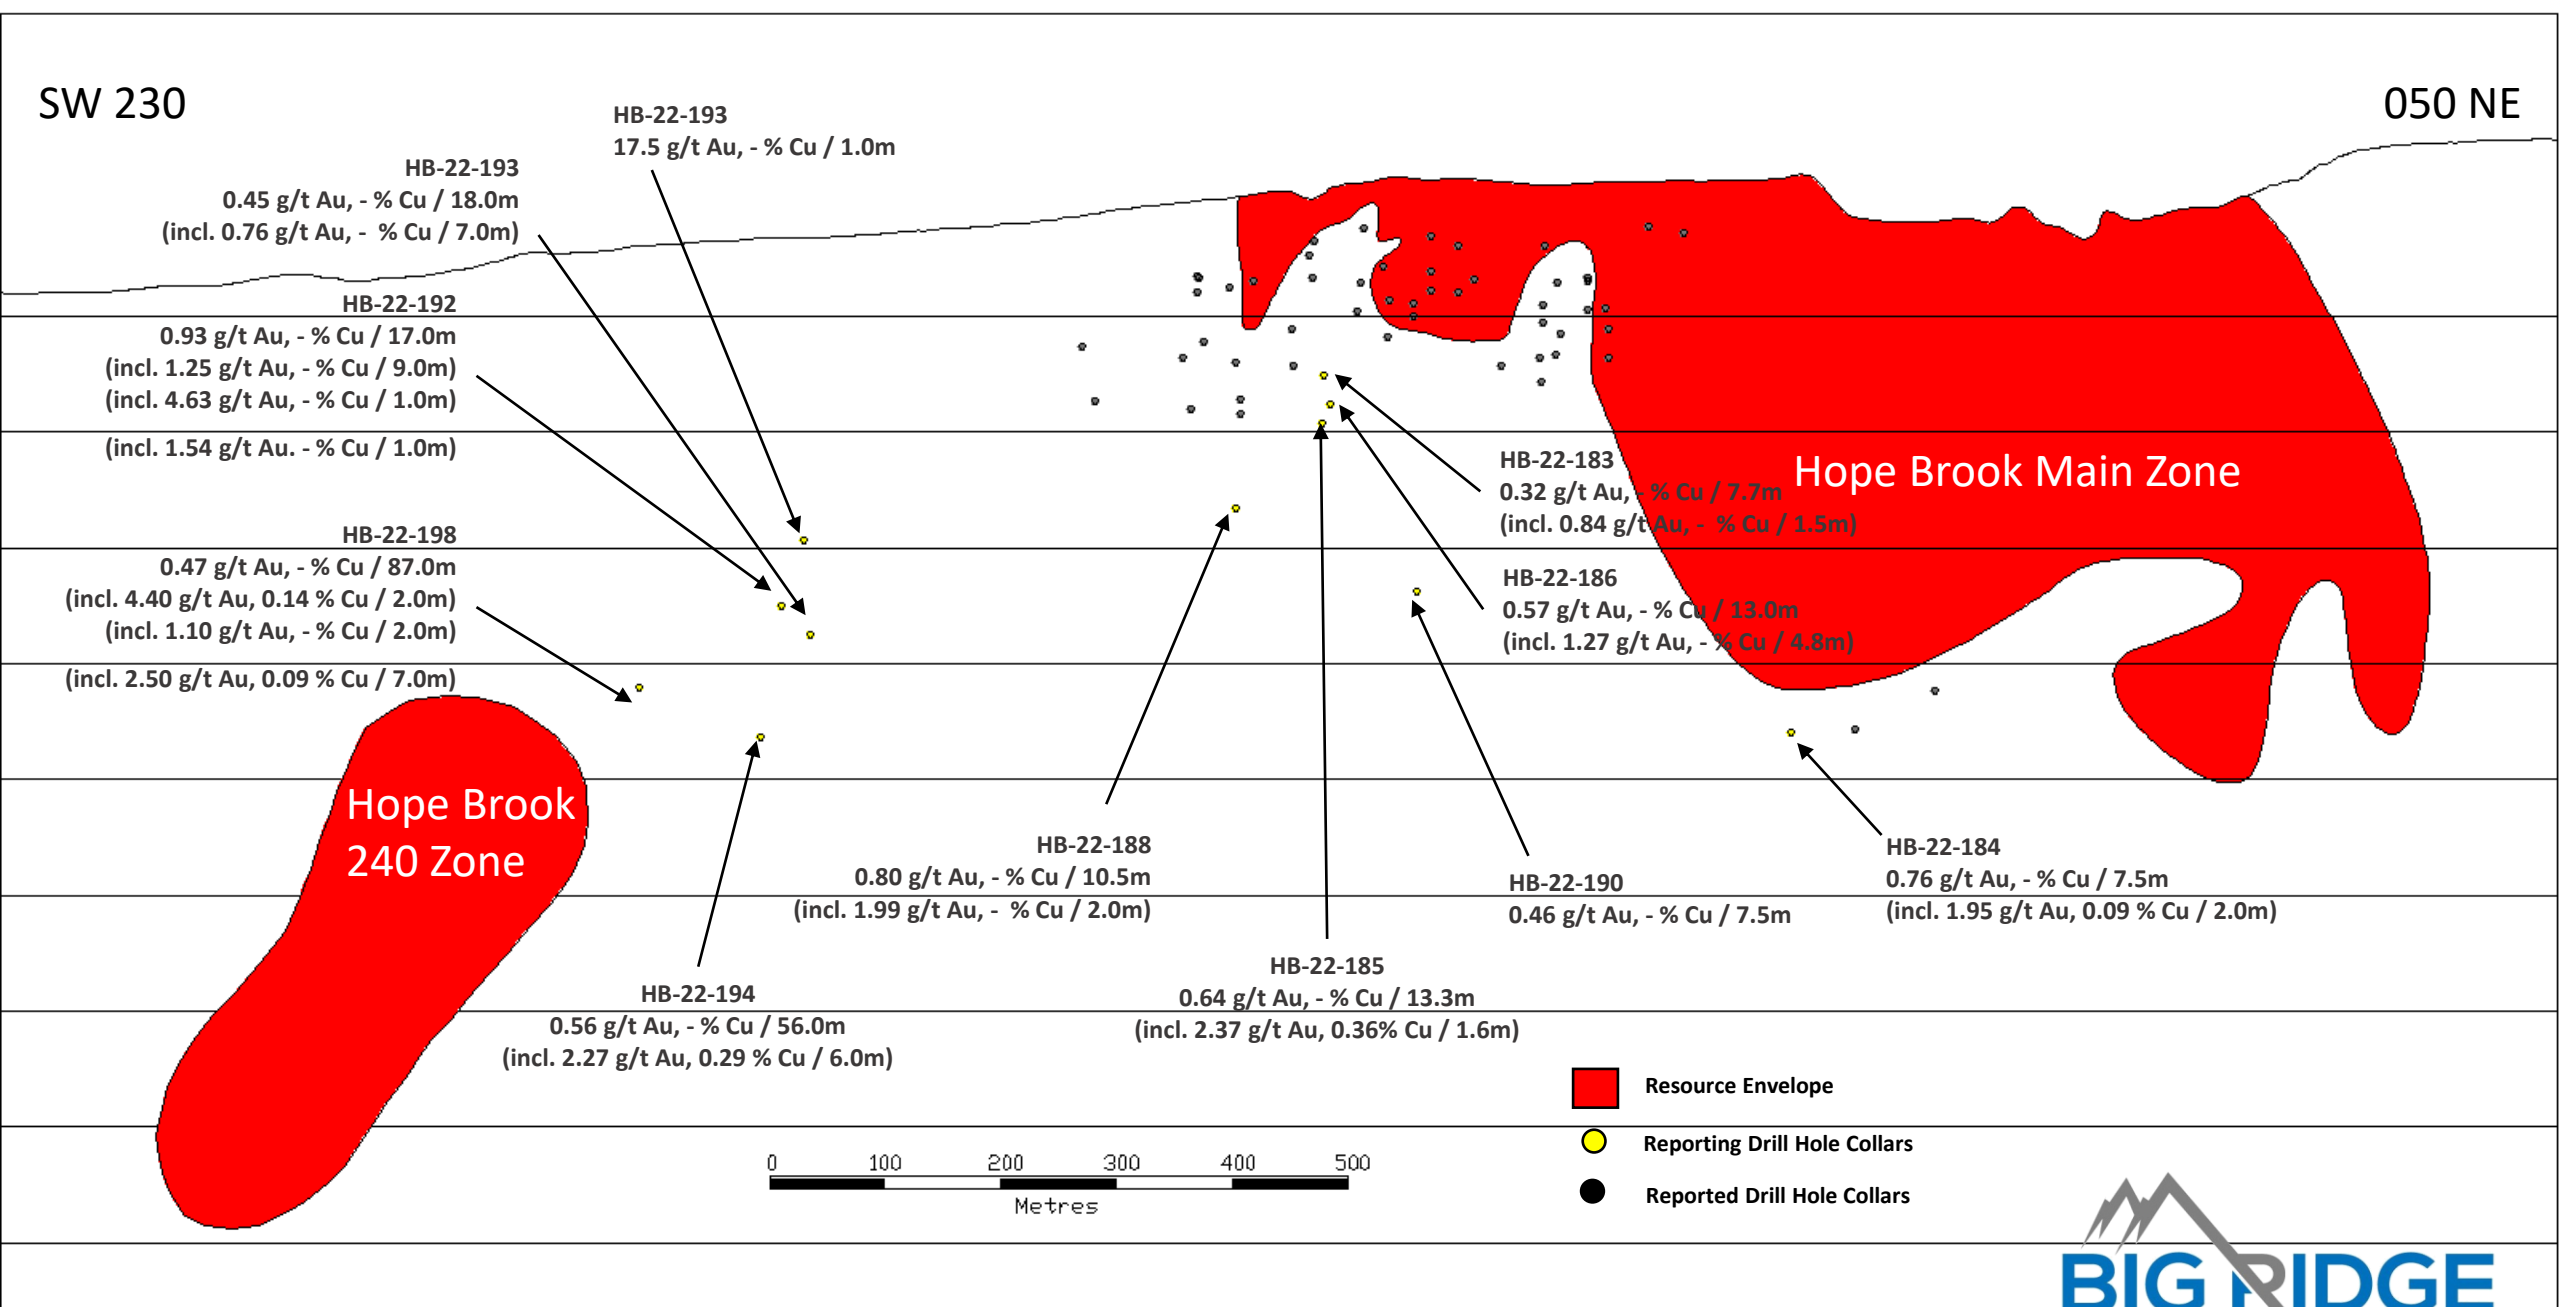 SW 230
050 NE
HB-22-193
17.5 g/t Au, - % Cu / 1.0m
HB-22-193
0.45 g/t Au, - % Cu / 18.0m
(incl. 0.76 g/t Au, -  % Cu / 7.0m)
HB-22-192
0.93 g/t Au, - % Cu / 17.0m
(incl. 1.25 g/t Au, - % Cu / 9.0m)
(incl. 4.63 g/t Au, - % Cu / 1.0m)
(incl. 1.54 g/t Au. - % Cu / 1.0m)
HB-22-198
0.47 g/t Au, - % Cu / 87.0m
(incl. 4.40 g/t Au, 0.14 % Cu / 2.0m)
(incl. 1.10 g/t Au, - % Cu / 2.0m)
(incl. 2.50 g/t Au, 0.09 % Cu / 7.0m)
HB-22-183
0.32 g/t Au, - % Cu / 7.7m
(incl. 0.84 g/t Au, -  % Cu / 1.5m)
Hope Brook Main Zone
HB-22-186
0.57 g/t Au, - % Cu / 13.0m
(incl. 1.27 g/t Au, - % Cu / 4.8m)
Hope Brook
240 Zone
HB-22-188
0.80 g/t Au, - % Cu / 10.5m
(incl. 1.99 g/t Au, -  % Cu / 2.0m)
HB-22-190
0.46 g/t Au, - % Cu / 7.5m
HB-22-184
0.76 g/t Au, - % Cu / 7.5m
(incl. 1.95 g/t Au, 0.09 % Cu / 2.0m)
HB-22-194
0.56 g/t Au, - % Cu / 56.0m
(incl. 2.27 g/t Au, 0.29 % Cu / 6.0m)
HB-22-185
0.64 g/t Au, - % Cu / 13.3m
(incl. 2.37 g/t Au, 0.36% Cu / 1.6m)
Resource Envelope
Reporting Drill Hole Collars
Reported Drill Hole Collars
0 100 200 300 400 500
Metres
BIG RIDGE